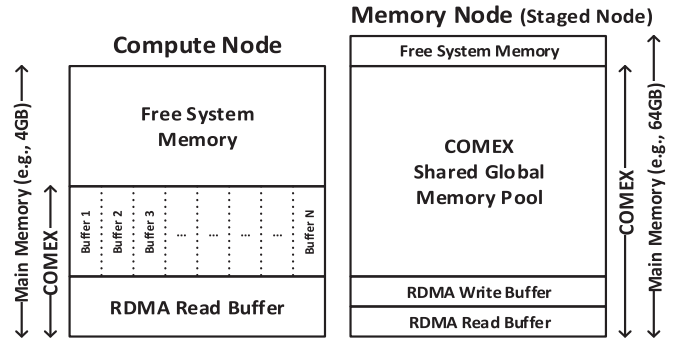 Compute Node
Main Memory (e.g., 4GB)
COMEX
Free System
Memory
Buffer 1
Buffer 2
Buffer 3
...
...
...
...
Buffer N
RDMA Read Buffer
Memory Node (Staged Node)
Free System Memory
COMEX
Shared Global
Memory Pool
RDMA Write Buffer
RDMA Read Buffer
COMEX
Main Memory (e.g., 64GB)